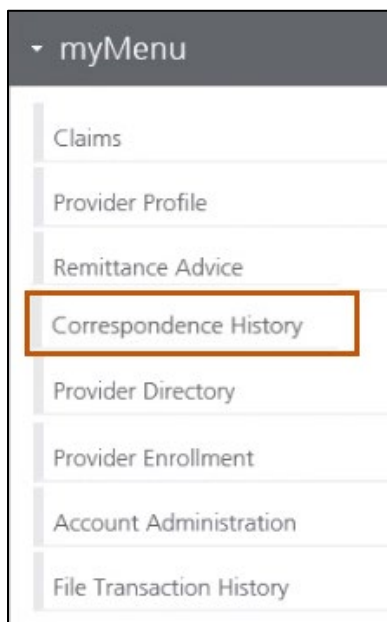 myMenu
Claims
Provider Profile
Remittance Advice
Correspondence History
Provider Directory
Provider Enrollment
Account Administration
File Transaction History